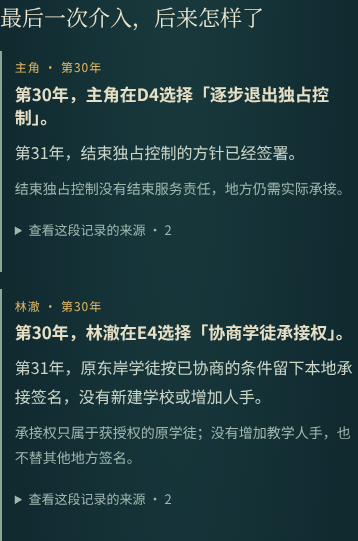 最后一次介入，后来怎样了
主角 · 第30年
第30年，主角在D4选择「逐步退出独占控
制」。
第31年，结束独占控制的方针已经签署。
结束独占控制没有结束服务责任，地方仍需实际承接。
▶ 查看这段记录的来源 · 2
林澈 · 第30年
第30年，林澈在E4选择「协商学徒承接权」。
第31年，原东岸学徒按已协商的条件留下本地承
接签名，没有新建学校或增加人手。
承接权只属于获授权的原学徒；没有增加教学人手，也
不替其他地方签名。
▶ 查看这段记录的来源 · 2